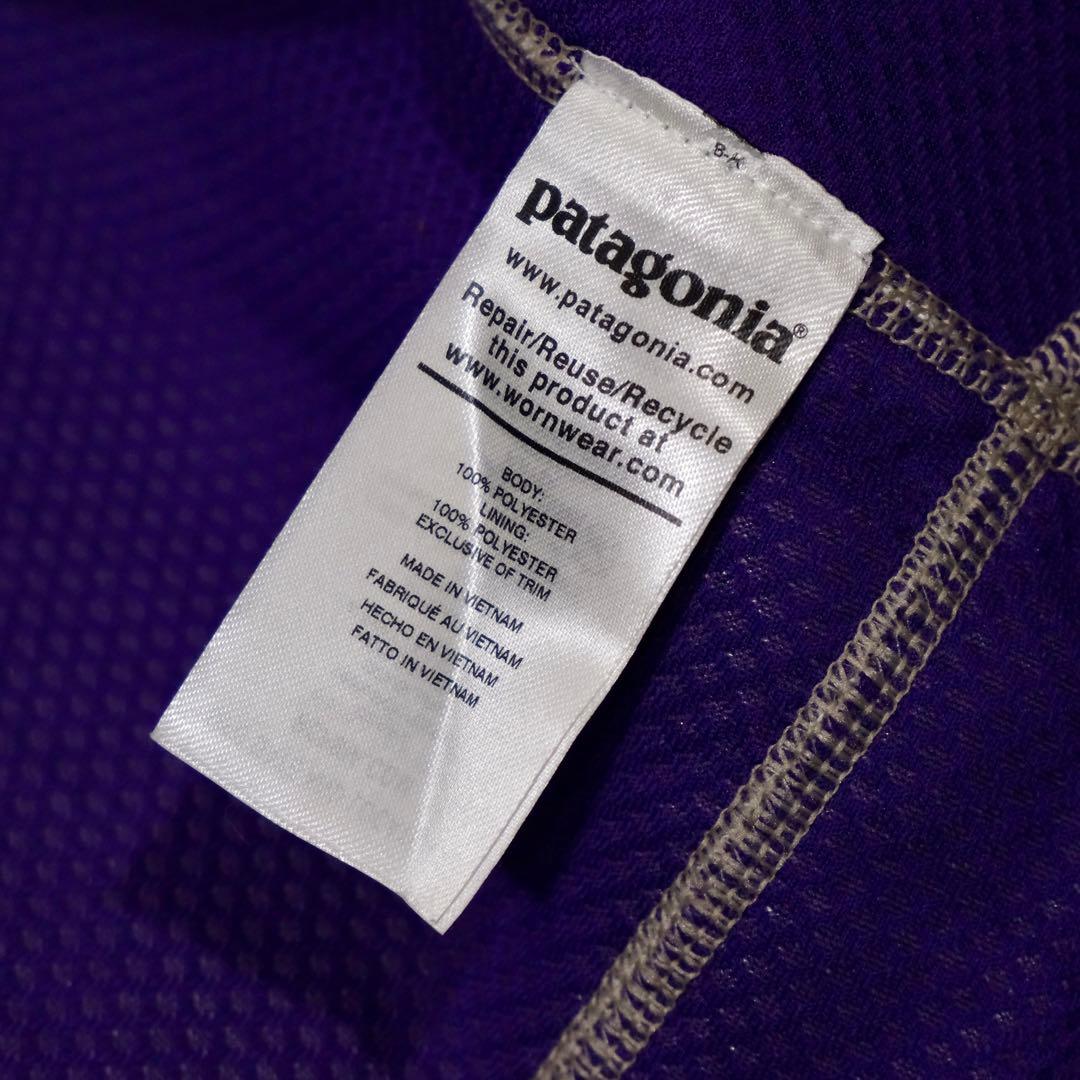 B-K
patagonia®
www.patagonia.com
Repair/Reuse/Recycle
this product at
www.wornwear.com
BODY:
100% POLYESTER
LINING:
100% POLYESTER
EXCLUSIVE OF TRIM
MADE IN VIETNAM
FABRIQUÉ AU VIETNAM
HECHO EN VIETNAM
FATTO IN VIETNAM